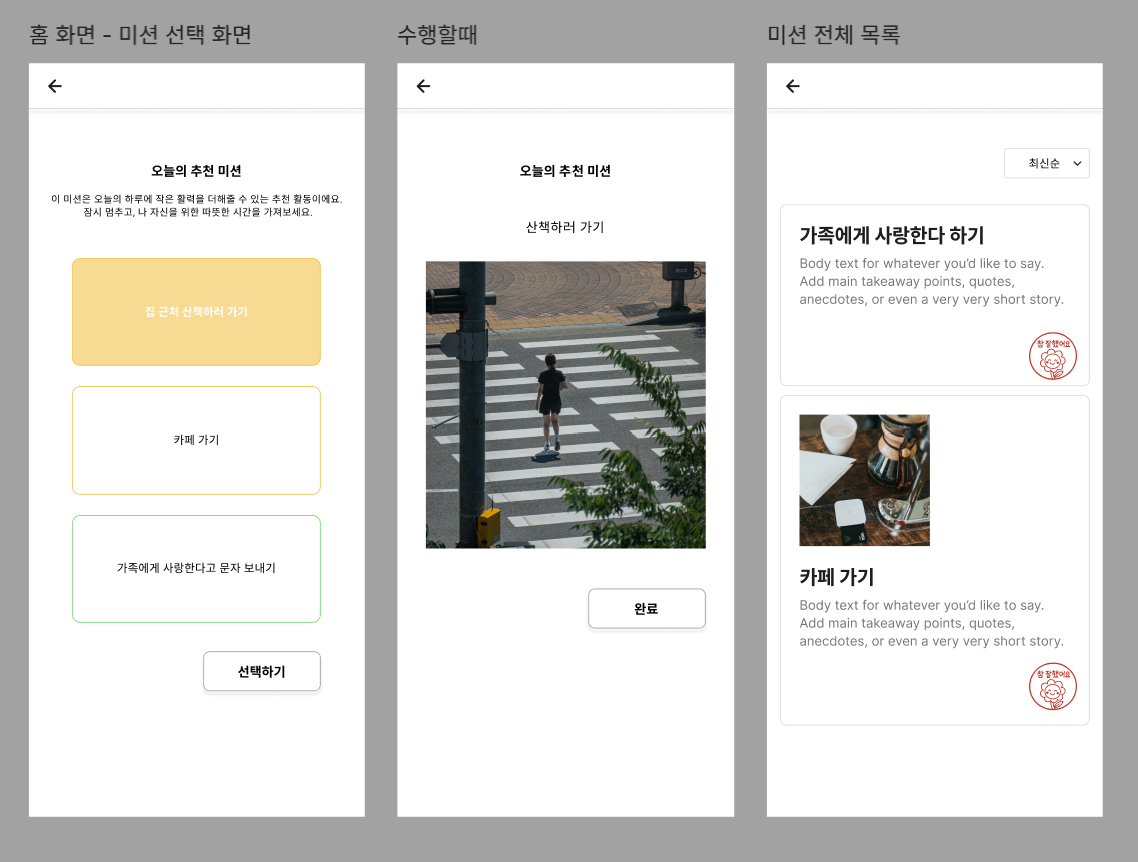 홈 화면 - 미션 선택 화면
오늘의 추천 미션
이 미션은 오늘의 하루에 작은 활력을 더해줄 수 있는 추천 활동이에요.
잠시 멈추고, 나 자신을 위한 따뜻한 시간을 가져보세요.
집 근처 산책하러 가기
카페 가기
가족에게 사랑한다고 문자 보내기
선택하기
수행할때
오늘의 추천 미션
산책하러 가기
완료
미션 전체 목록
최신순
가족에게 사랑한다 하기
Body text for whatever you’d like to say.
Add main takeaway points, quotes,
anecdotes, or even a very very short story.
참 잘했어요
카페 가기
Body text for whatever you’d like to say.
Add main takeaway points, quotes,
anecdotes, or even a very very short story.
참 잘했어요